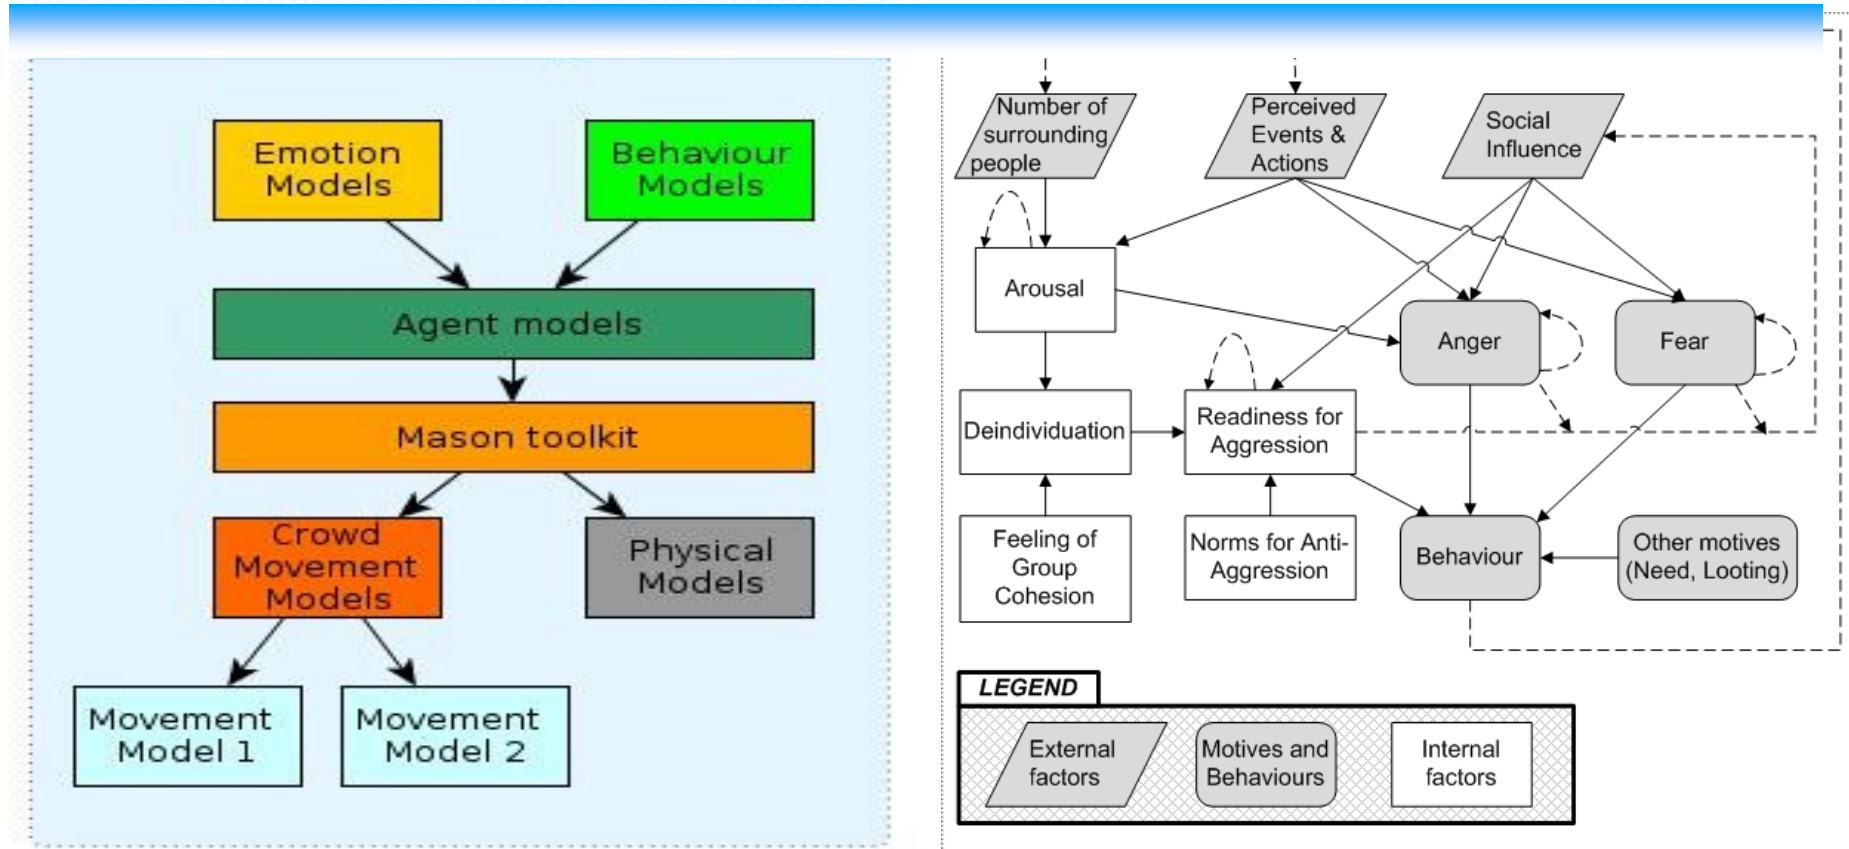 Emotion
Models
Behaviour
Models
Agent models
Mason toolkit
Crowd
Movement
Models
Physical
Models
Movement
Model 1
Movement
Model 2
Number of
surrounding
people
Perceived
Events &
Actions
Social
Influence
Arousal
Anger
Fear
Deindividuation
Readiness for
Aggression
Feeling of
Group
Cohesion
Norms for Anti-
Aggression
Behaviour
Other motives
(Need, Looting)
LEGEND
External
factors
Motives and
Behaviours
Internal
factors